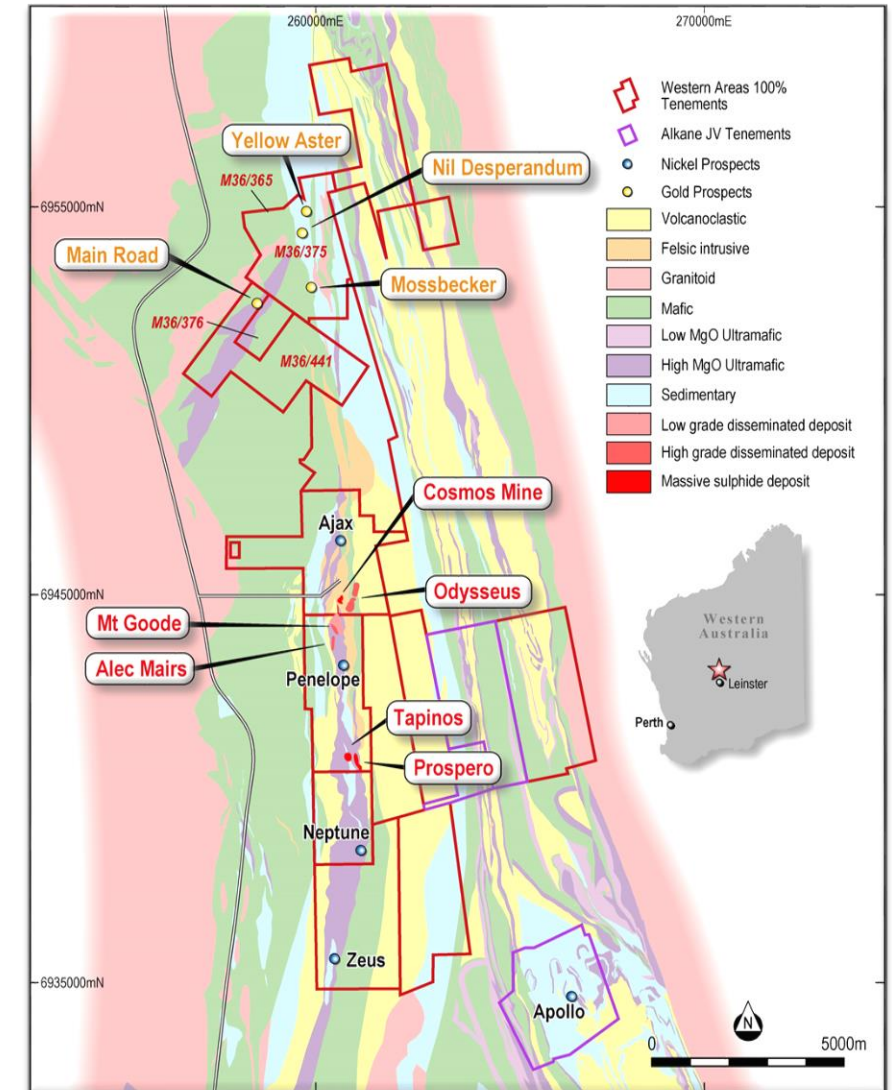 260000mE
270000mE
Western Areas 100%
Tenements
Alkane JV Tenements
Nickel Prospects
Gold Prospects
Volcanoclastic
Felsic intrusive
Granitoid
Mafic
Low MgO Ultramafic
High MgO Ultramafic
Sedimentary
Low grade disseminated deposit
High grade disseminated deposit
Massive sulphide deposit
Yellow Aster
Nil Desperandum
M36/365
6955000mN
M36/375
Main Road
Mossbecker
M36/376
M36/441
Cosmos Mine
Ajax
Odysseus
6945000mN
Mt Goode
Alec Mairs
Penelope
Tapinos
Prospero
Neptune
Zeus
6935000mN
Apollo
Western
Australia
Leinster
Perth
N
0
5000m